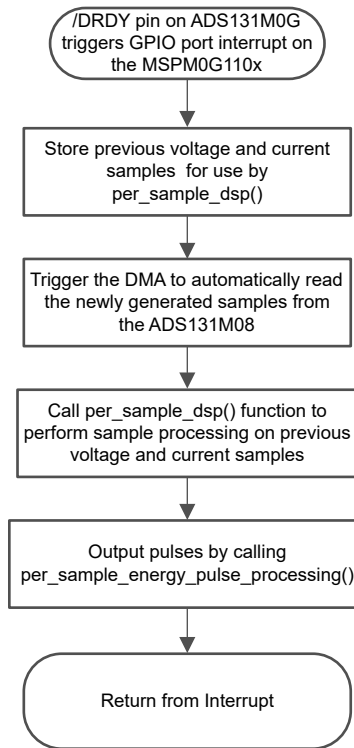 /DRDY pin on ADS131M0G
triggers GPIO port interrupt on
the MSPM0G110x
Store previous voltage and current
samples for use by
per_sample_dsp()
Trigger the DMA to automatically read
the newly generated samples from
the ADS131M08
Call per_sample_dsp() function to
perform sample processing on previous
voltage and current samples
Output pulses by calling
per_sample_energy_pulse_processing()
Return from Interrupt